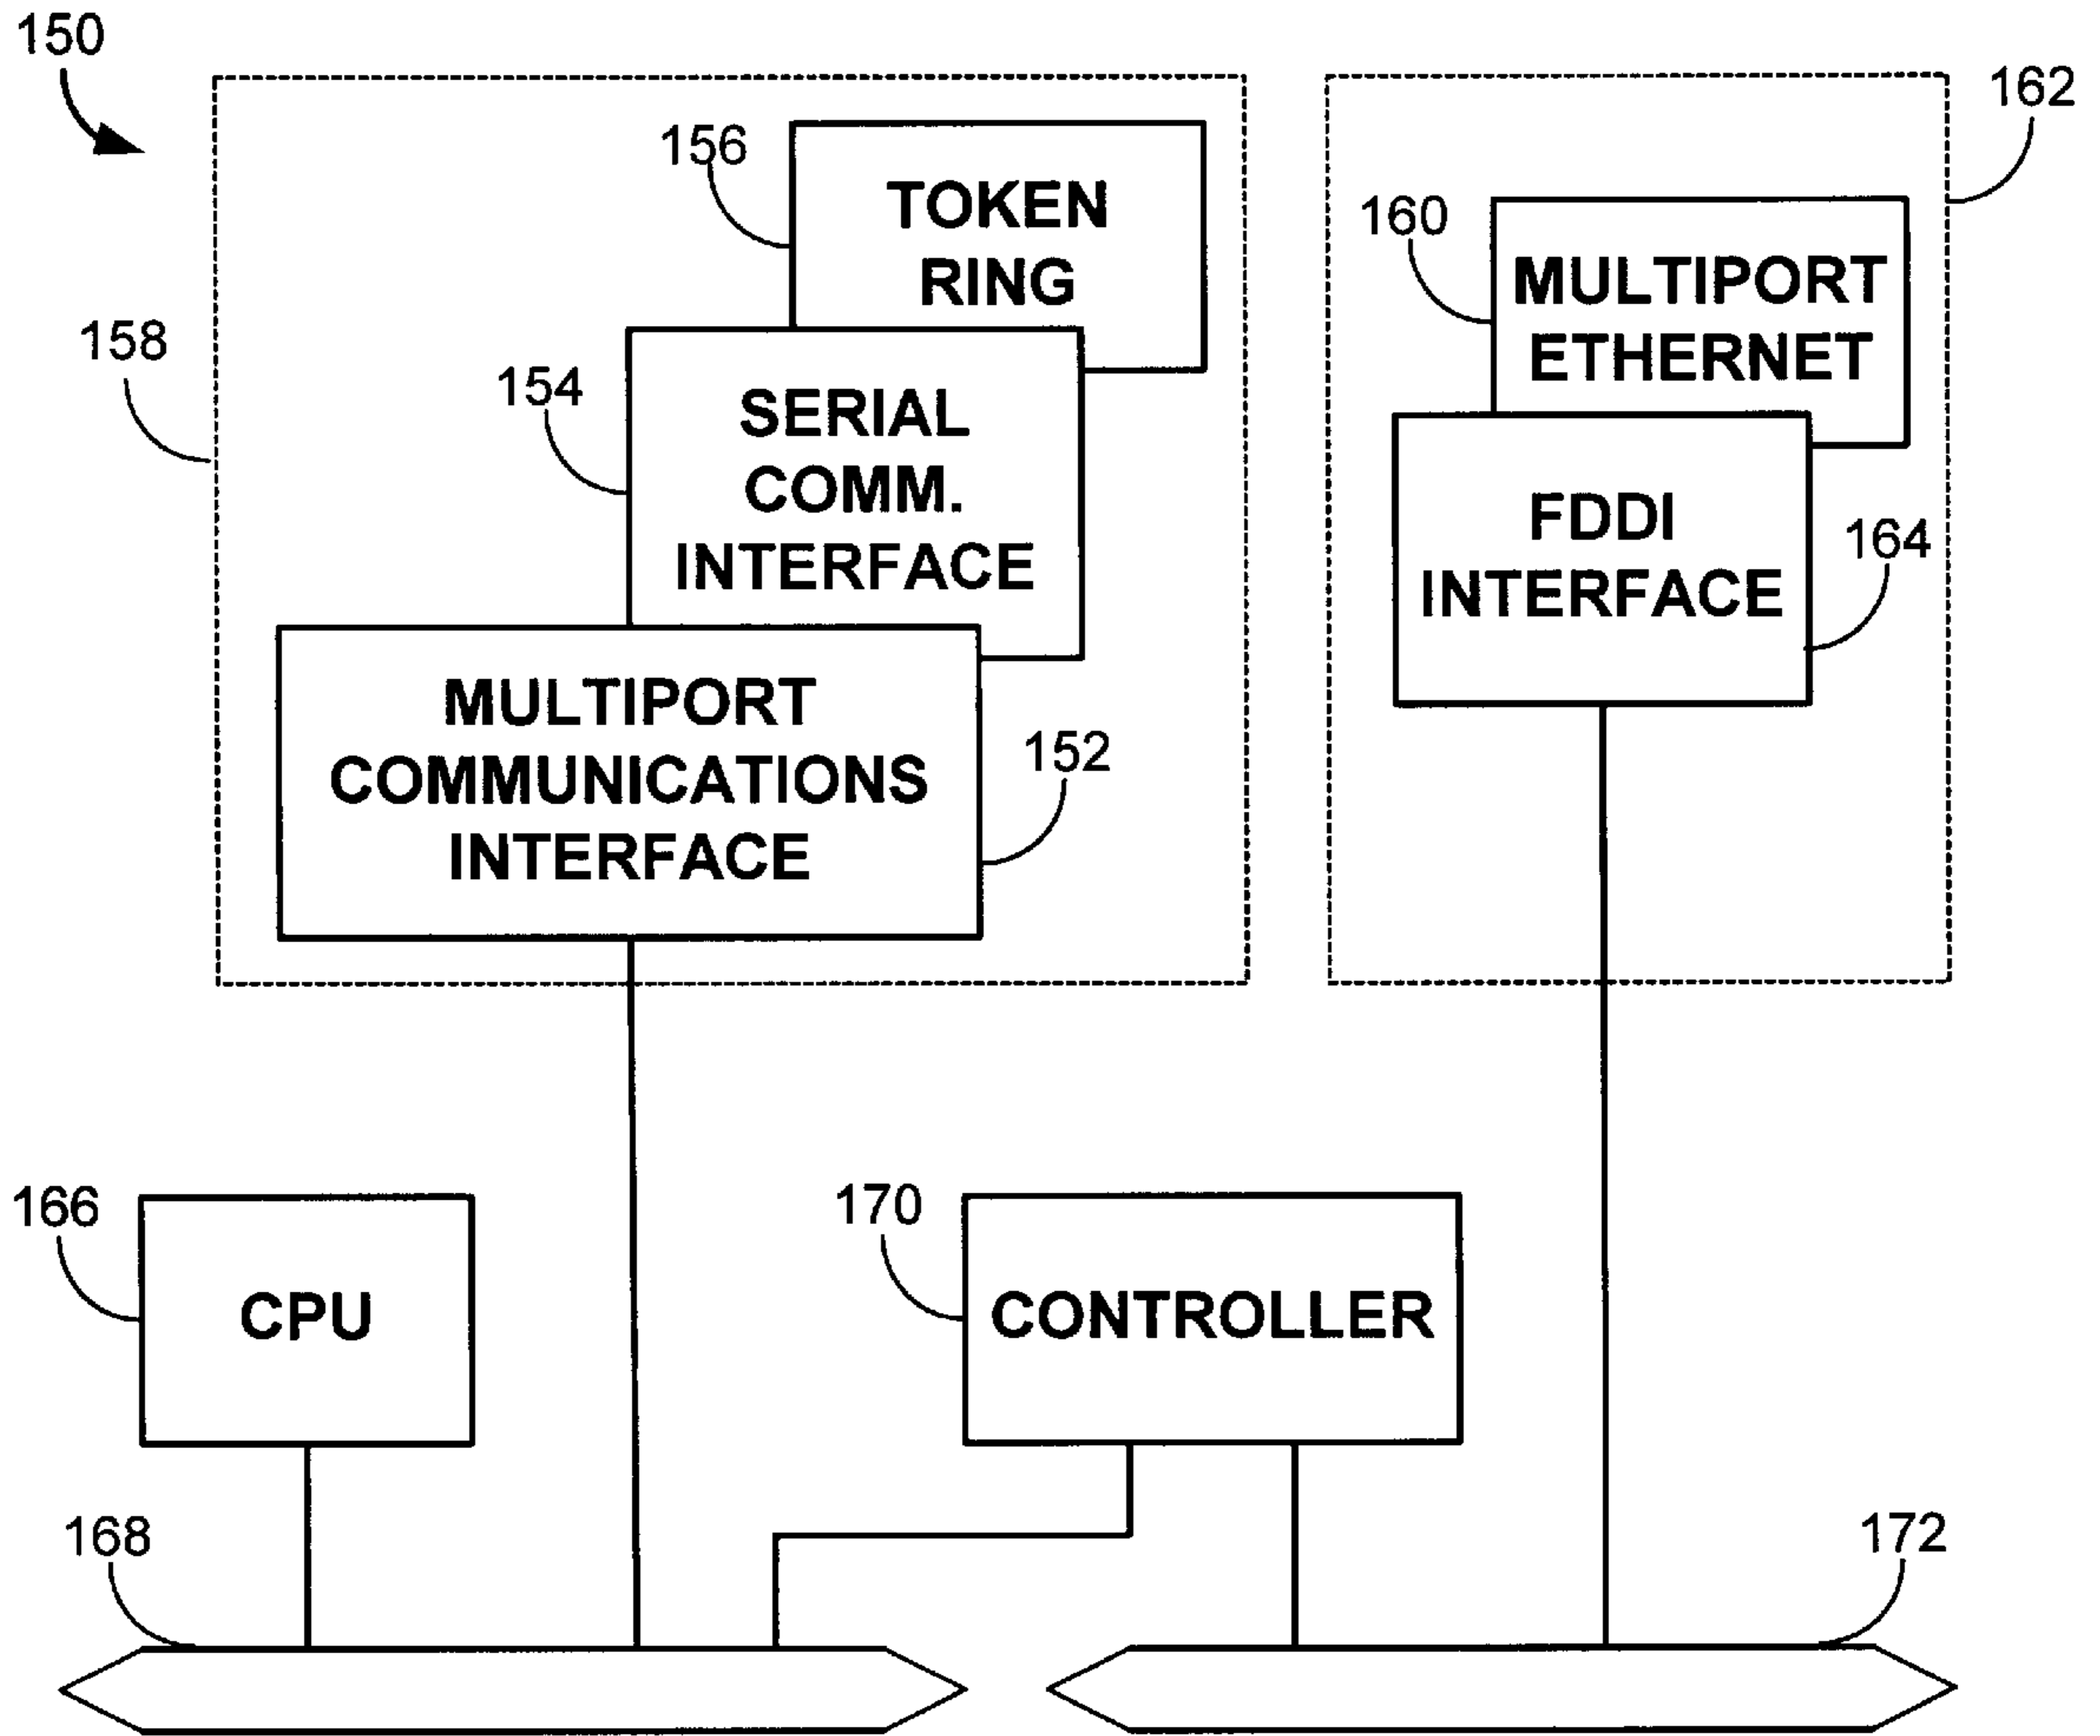 150
162
156
TOKEN
RING
160
MULTIPORT
ETHERNET
158
154
SERIAL
COMM.
INTERFACE
FDDI
INTERFACE
164
MULTIPORT
COMMUNICATIONS
INTERFACE
152
166
CPU
170
CONTROLLER
168
172